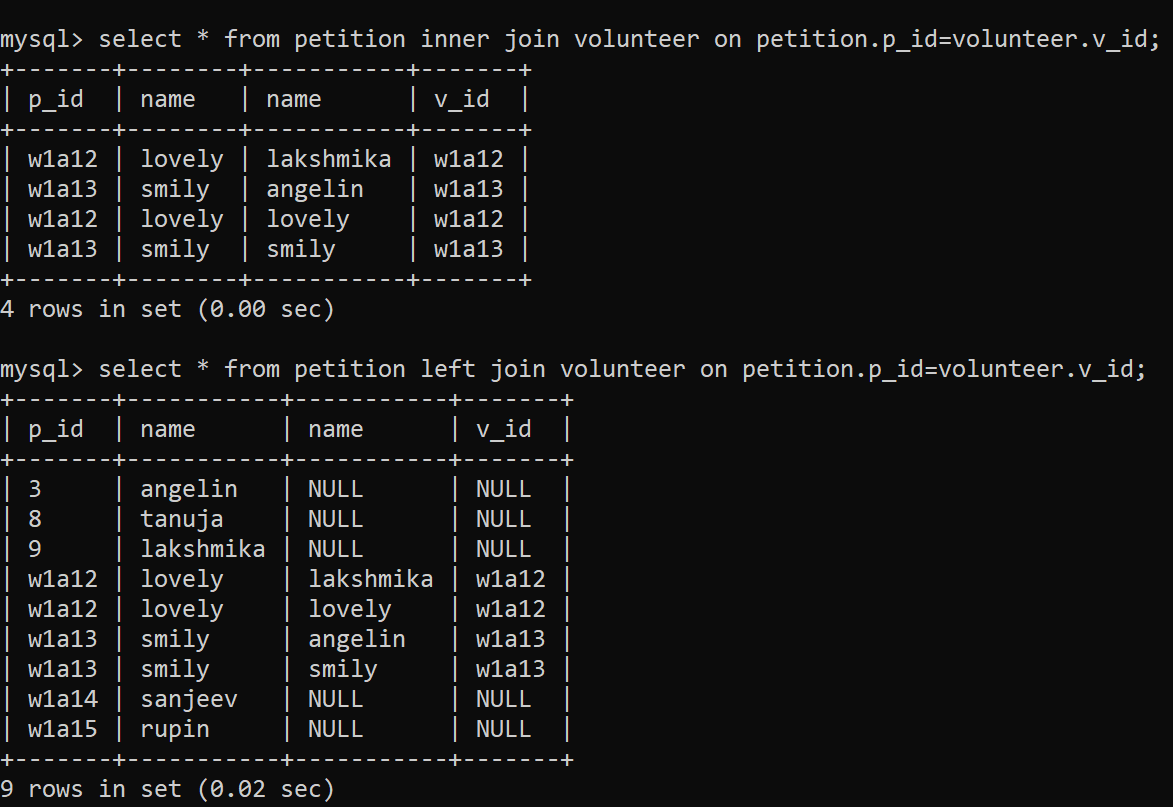 mysql> select * from petition inner join volunteer on petition.p_id=volunteer.v_id;
+-------+--------+-----------+-------+
| p_id  | name   | name      | v_id  |
+-------+--------+-----------+-------+
| w1a12 | lovely | lakshmika | w1a12 |
| w1a13 | smily  | angelin   | w1a13 |
| w1a12 | lovely | lovely    | w1a12 |
| w1a13 | smily  | smily     | w1a13 |
+-------+--------+-----------+-------+
4 rows in set (0.00 sec)

mysql> select * from petition left join volunteer on petition.p_id=volunteer.v_id;
+-------+-----------+-----------+-------+
| p_id  | name      | name      | v_id  |
+-------+-----------+-----------+-------+
| 3     | angelin   | NULL      | NULL  |
| 8     | tanuja    | NULL      | NULL  |
| 9     | lakshmika | NULL      | NULL  |
| w1a12 | lovely    | lakshmika | w1a12 |
| w1a12 | lovely    | lovely    | w1a12 |
| w1a13 | smily     | angelin   | w1a13 |
| w1a13 | smily     | smily     | w1a13 |
| w1a14 | sanjeev   | NULL      | NULL  |
| w1a15 | rupin     | NULL      | NULL  |
+-------+-----------+-----------+-------+
9 rows in set (0.02 sec)